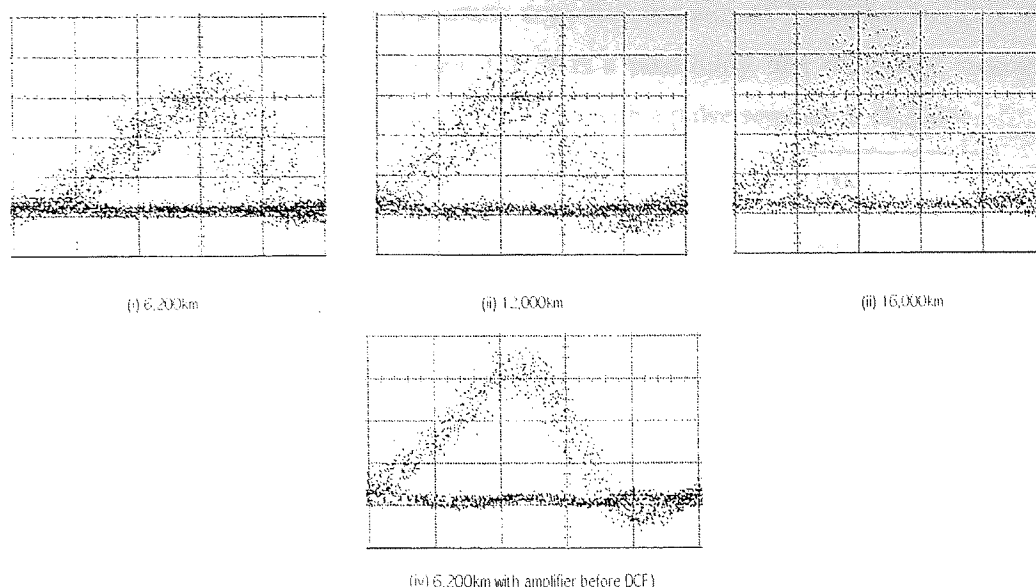 (i) 6,200km
(ii) 12,000km
(ii) 16,000km
(iv) 6,200km with amplifier before DCF)